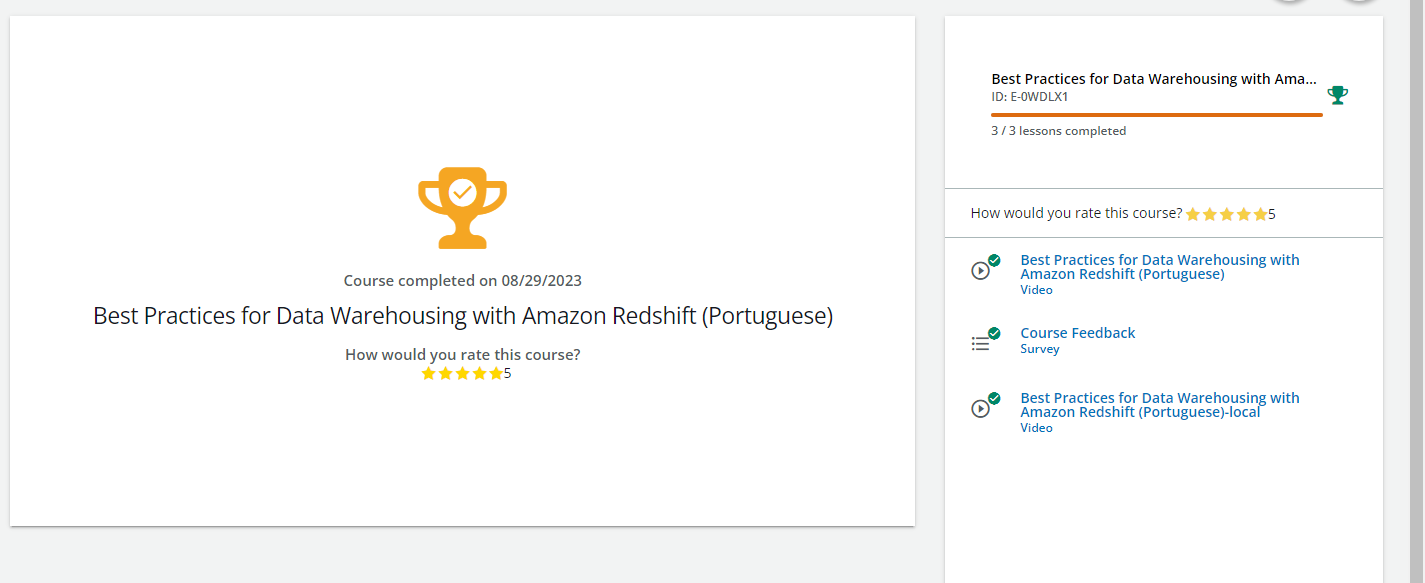 Course completed on 08/29/2023
Best Practices for Data Warehousing with Amazon Redshift (Portuguese)
How would you rate this course?
5
Best Practices for Data Warehousing with Ama...
ID: E-0WDLX1
3 / 3 lessons completed
How would you rate this course? 5
Best Practices for Data Warehousing with
Amazon Redshift (Portuguese)
Video
Course Feedback
Survey
Best Practices for Data Warehousing with
Amazon Redshift (Portuguese)-local
Video